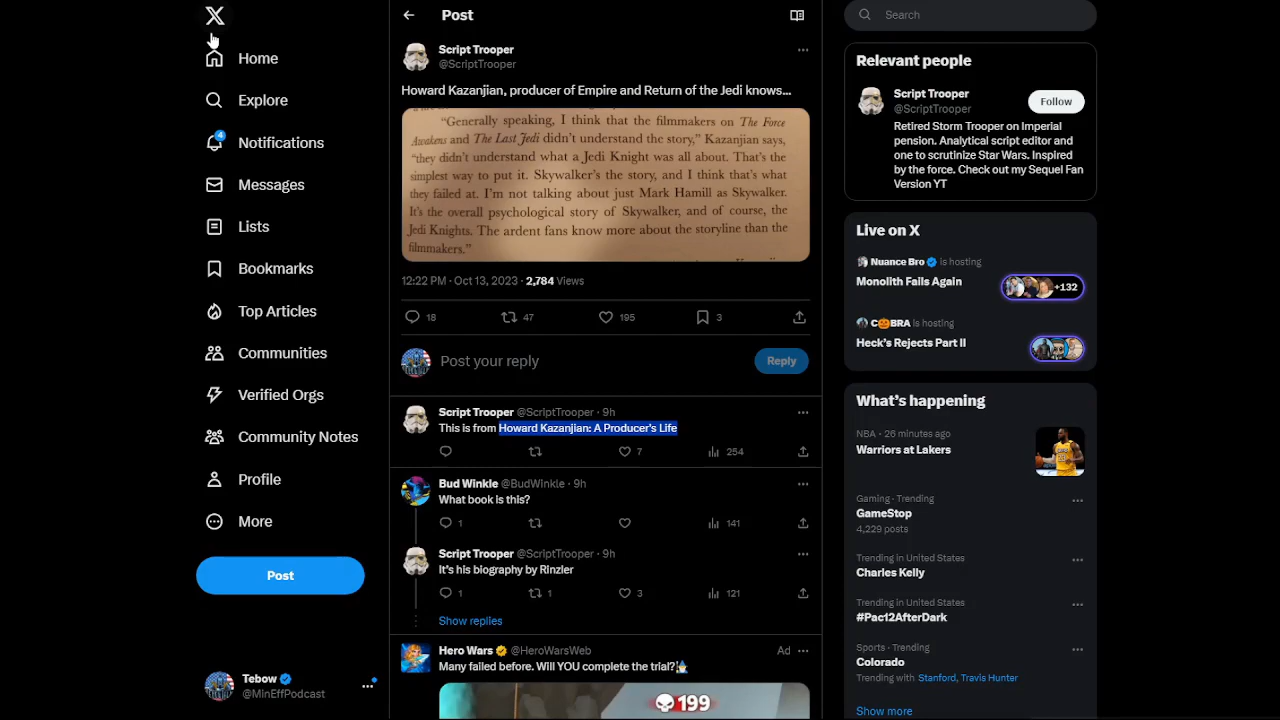 Home
Explore
4
Notifications
Messages
Lists
Bookmarks
Top Articles
Communities
Verified Orgs
Community Notes
Profile
More
Post
Tebow
@MinEffPodcast
Post
Script Trooper
@ScriptTrooper
Howard Kazanjian, producer of Empire and Return of the Jedi knows...
"Generally speaking, I think that the filmmakers on The Force
Awakens and The Last Jedi didn't understand the story," Kazanjian says,
"they didn't understand what a Jedi Knight was all about. That's the
simplest way to put it. Skywalker's the story, and I think that's what
they failed at. I'm not talking about just Mark Hamill as Skywalker.
It's the overall psychological story of Skywalker, and of course, the
Jedi Knights. The ardent fans know more about the storyline than the
filmmakers."
12:22 PM · Oct 13, 2023 · 2,784 Views
18 47 195 3
Post your reply
Reply
Script Trooper @ScriptTrooper · 9h
This is from Howard Kazanjian: A Producer's Life
7 254
Bud Winkle @BudWinkle · 9h
What book is this?
1 141
Script Trooper @ScriptTrooper · 9h
It's his biography by Rinzler
1 1 3 121
Show replies
Hero Wars @HeroWarsWeb Ad
Many failed before. Will YOU complete the trial?🧙‍♂️
199
Search
Relevant people
Script Trooper
@ScriptTrooper
Follow
Retired Storm Trooper on Imperial
pension. Analytical script editor and
one to scrutinize Star Wars. Inspired
by the force. Check out my Sequel Fan
Version YT
Live on X
Nuance Bro is hosting
Monolith Fails Again
+132
C🎃BRA is hosting
Heck's Rejects Part II
What's happening
NBA · 26 minutes ago
Warriors at Lakers
Gaming · Trending
GameStop
4,229 posts
Trending in United States
Charles Kelly
Trending in United States
#Pac12AfterDark
Sports · Trending
Colorado
Trending with Stanford, Travis Hunter
Show more